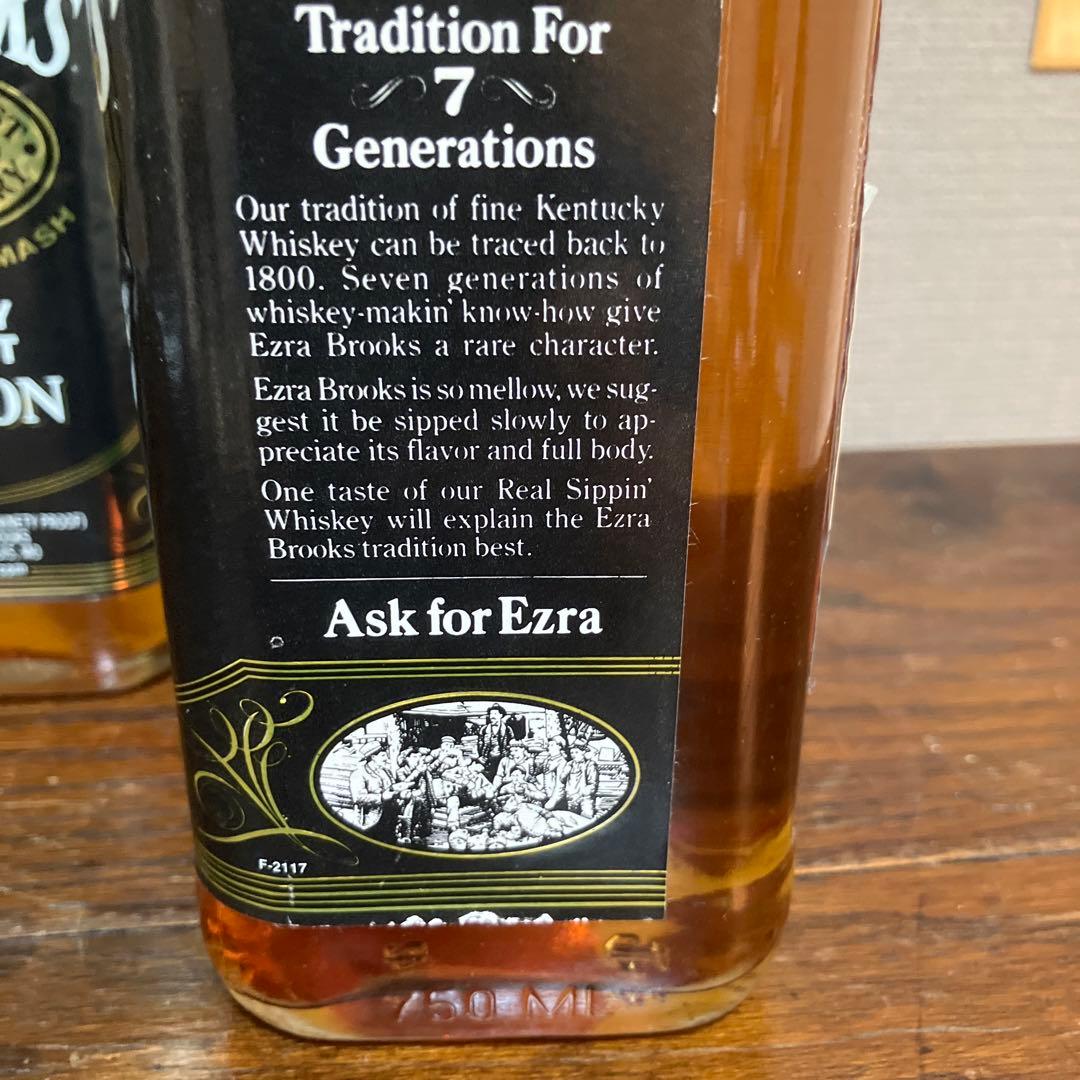 Tradition For
7
Generations
Our tradition of fine Kentucky
Whiskey can be traced back to
1800. Seven generations of
whiskey-makin' know-how give
Ezra Brooks a rare character.
Ezra Brooks is so mellow, we sug-
gest it be sipped slowly to ap-
preciate its flavor and full body.
One taste of our Real Sippin'
Whiskey will explain the Ezra
Brooks tradition best.
Ask for Ezra
F-2117
750 ML
MASH